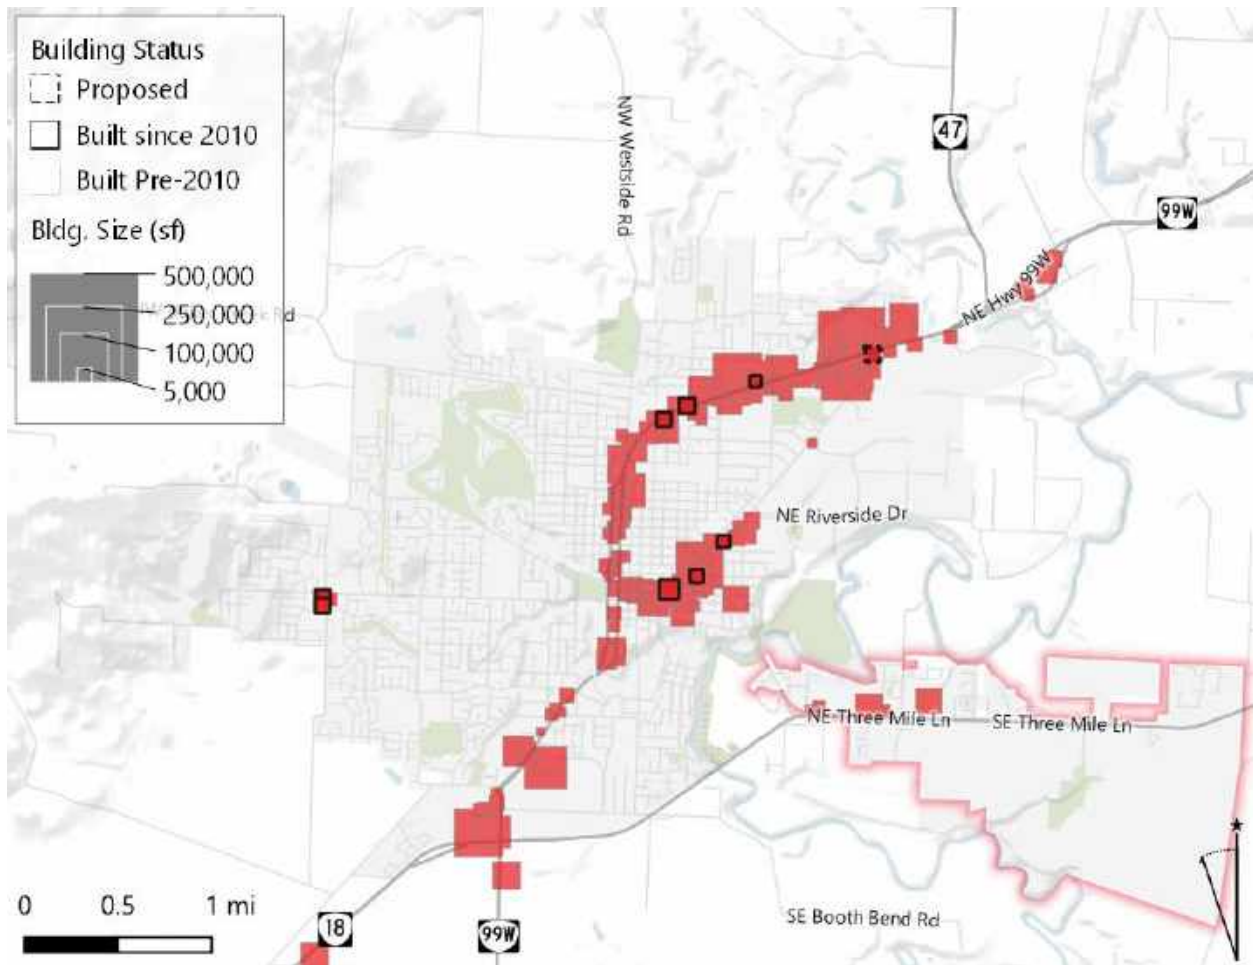 Building Status
Proposed
Built since 2010
Built Pre-2010
Bldg. Size (sf)
500,000
250,000
100,000
5,000
Rd
NW Westside Rd
47
99W
NE Hwy 99W
NE Riverside Dr
NE Three Mile Ln
SE Three Mile Ln
SE Booth Bend Rd
18
99W
0 0.5 1 mi